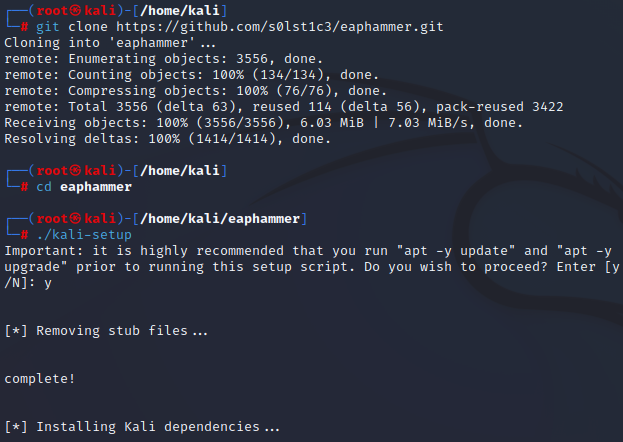 ┌──(root㉿kali)-[/home/kali]
└─# git clone https://github.com/s0lst1c3/eaphammer.git
Cloning into 'eaphammer'...
remote: Enumerating objects: 3556, done.
remote: Counting objects: 100% (134/134), done.
remote: Compressing objects: 100% (76/76), done.
remote: Total 3556 (delta 63), reused 114 (delta 56), pack-reused 3422
Receiving objects: 100% (3556/3556), 6.03 MiB | 7.03 MiB/s, done.
Resolving deltas: 100% (1414/1414), done.
┌──(root㉿kali)-[/home/kali]
└─# cd eaphammer
┌──(root㉿kali)-[/home/kali/eaphammer]
└─# ./kali-setup
Important: it is highly recommended that you run "apt -y update" and "apt -y
upgrade" prior to running this setup script. Do you wish to proceed? Enter [y
/N]: y
[*] Removing stub files...
complete!
[*] Installing Kali dependencies...